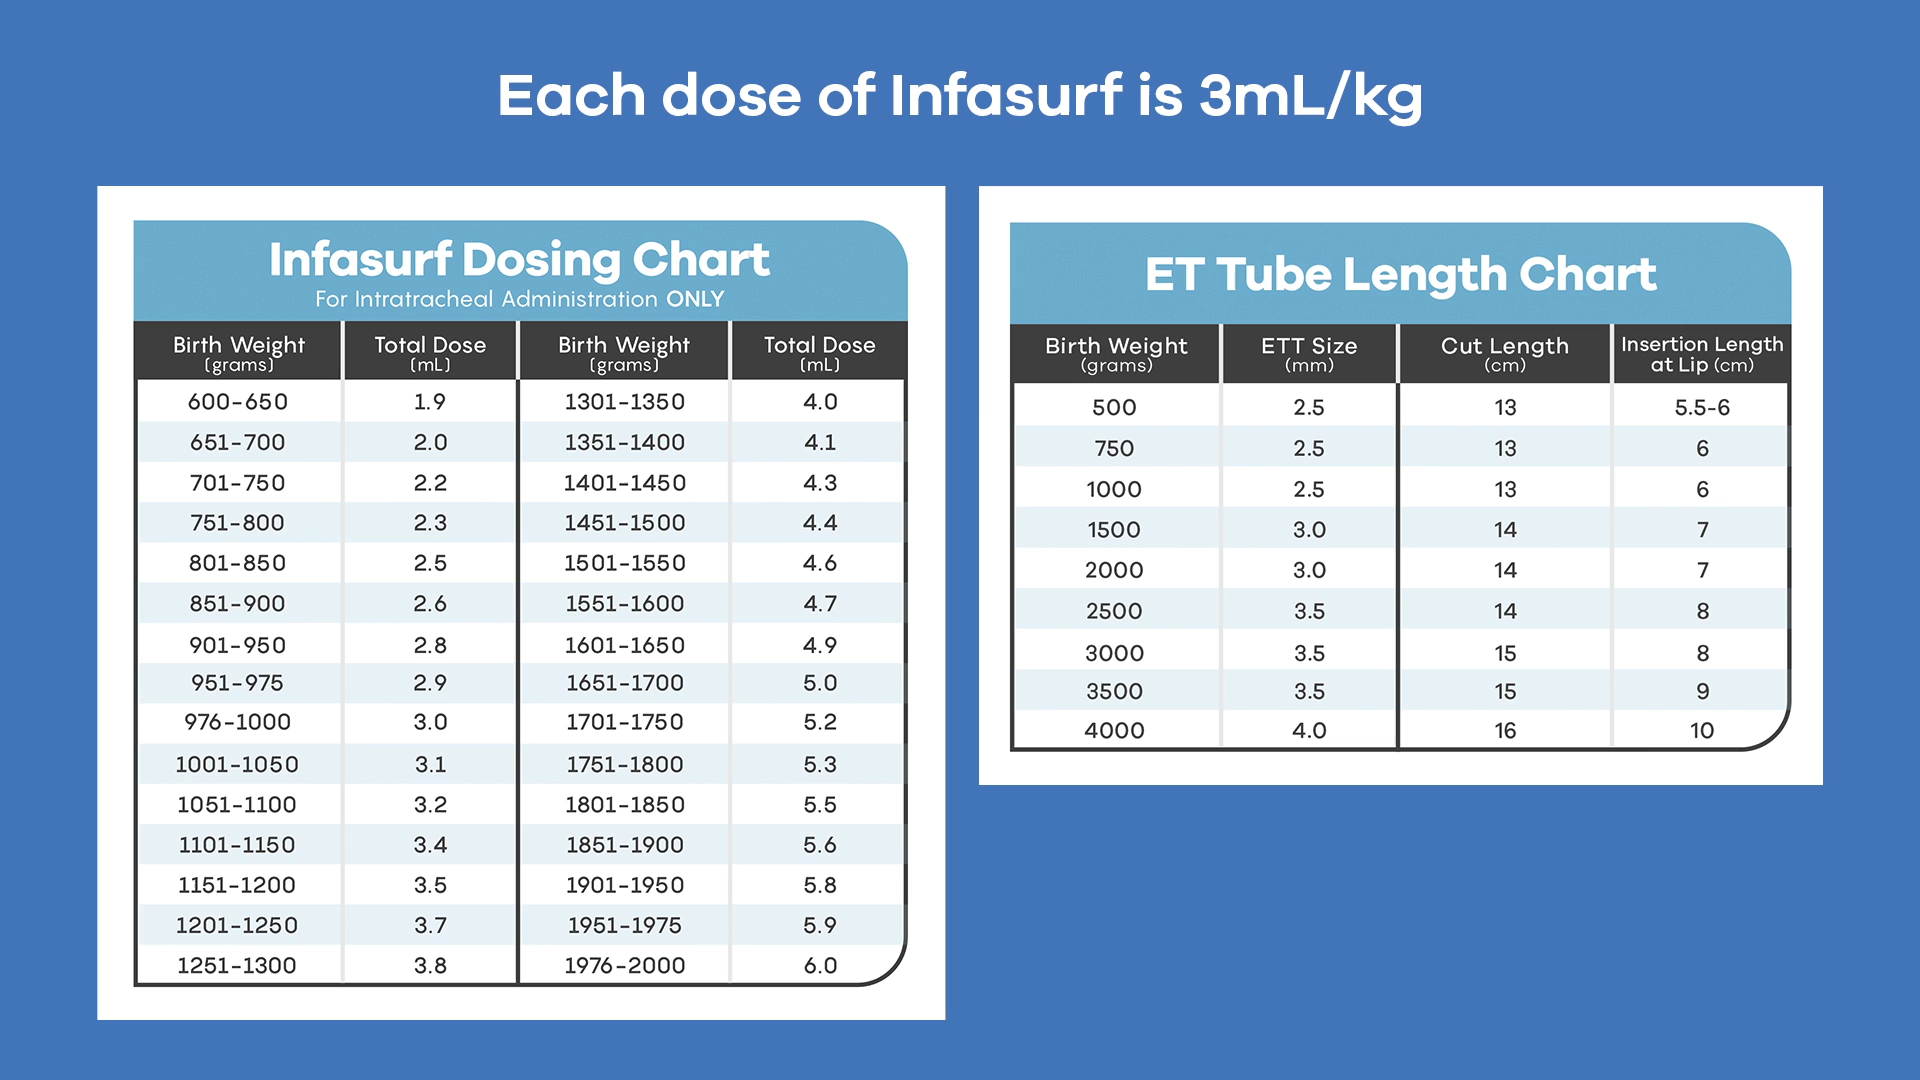 Each dose of Infasurf is 3mL/kg
Infasurf Dosing Chart
For Intratracheal Administration ONLY
Birth Weight (grams) Total Dose (mL) Birth Weight (grams) Total Dose (mL)
600-650 1.9 1301-1350 4.0
651-700 2.0 1351-1400 4.1
701-750 2.2 1401-1450 4.3
751-800 2.3 1451-1500 4.4
801-850 2.5 1501-1550 4.6
851-900 2.6 1551-1600 4.7
901-950 2.8 1601-1650 4.9
951-975 2.9 1651-1700 5.0
976-1000 3.0 1701-1750 5.2
1001-1050 3.1 1751-1800 5.3
1051-1100 3.2 1801-1850 5.5
1101-1150 3.4 1851-1900 5.6
1151-1200 3.5 1901-1950 5.8
1201-1250 3.7 1951-1975 5.9
1251-1300 3.8 1976-2000 6.0
ET Tube Length Chart
Birth Weight (grams) ETT Size (mm) Cut Length (cm) Insertion Length at Lip (cm)
500 2.5 13 5.5-6
750 2.5 13 6
1000 2.5 13 6
1500 3.0 14 7
2000 3.0 14 7
2500 3.5 14 8
3000 3.5 15 8
3500 3.5 15 9
4000 4.0 16 10